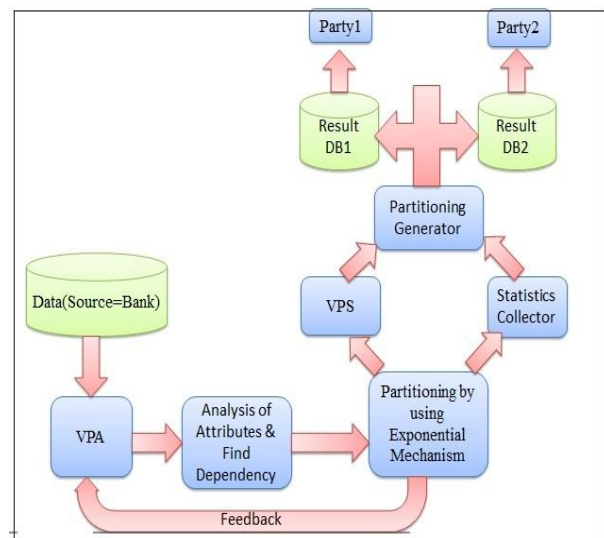 Party1
Party2
Result
DB1
Result
DB2
Partitioning
Generator
Data(Source=Bank)
VPS
Statistics
Collector
VPA
Analysis of
Attributes &
Find
Dependency
Partitioning by
using
Exponential
Mechanism
Feedback